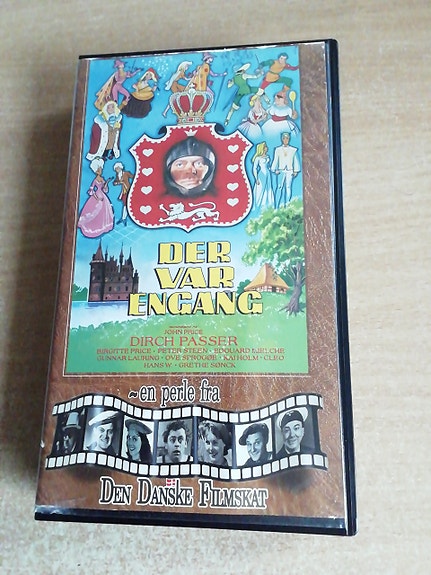 DER
VAR
ENGANG
JOHN PRICE
DIRCH PASSER
BIRGITTE PRICE • PETER STEEN • EDOUARD MIELCHE
GUNNAR LAURING • OVE SPROGØE • KAI HOLM • CLEO
HANS W. • GRETHE SØNCK
~en perle fra
DEN DANSKE FILMSKAT